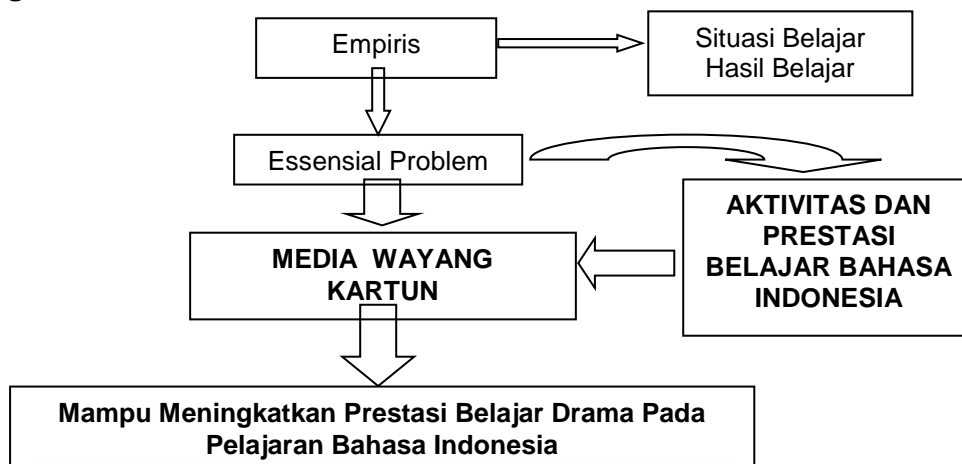 Empiris
Situasi Belajar
Hasil Belajar
Essensial Problem
AKTIVITAS DAN
PRESTASI
BELAJAR BAHASA
INDONESIA
MEDIA WAYANG
KARTUN
Mampu Meningkatkan Prestasi Belajar Drama Pada
Pelajaran Bahasa Indonesia